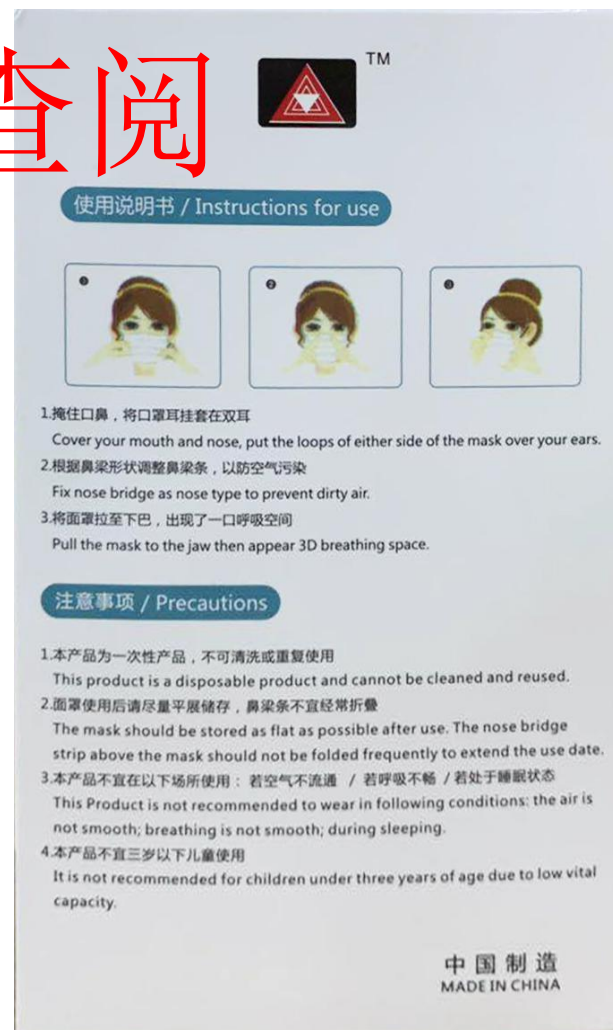 查阅
TM
使用说明书 / Instructions for use
1
2
3
1.掩住口鼻，将口罩耳挂套在双耳
Cover your mouth and nose, put the loops of either side of the mask over your ears.
2.根据鼻梁形状调整鼻梁条，以防空气污染
Fix nose bridge as nose type to prevent dirty air.
3.将面罩拉至下巴，出现了一口呼吸空间
Pull the mask to the jaw then appear 3D breathing space.
注意事项 / Precautions
1.本产品为一次性产品，不可清洗或重复使用
This product is a disposable product and cannot be cleaned and reused.
2.面罩使用后请尽量平展储存，鼻梁条不宜经常折叠
The mask should be stored as flat as possible after use. The nose bridge
strip above the mask should not be folded frequently to extend the use date.
3.本产品不宜在以下场所使用：若空气不流通 / 若呼吸不畅 / 若处于睡眠状态
This Product is not recommended to wear in following conditions: the air is
not smooth; breathing is not smooth; during sleeping.
4.本产品不宜三岁以下儿童使用
It is not recommended for children under three years of age due to low vital
capacity.
中国制造
MADE IN CHINA